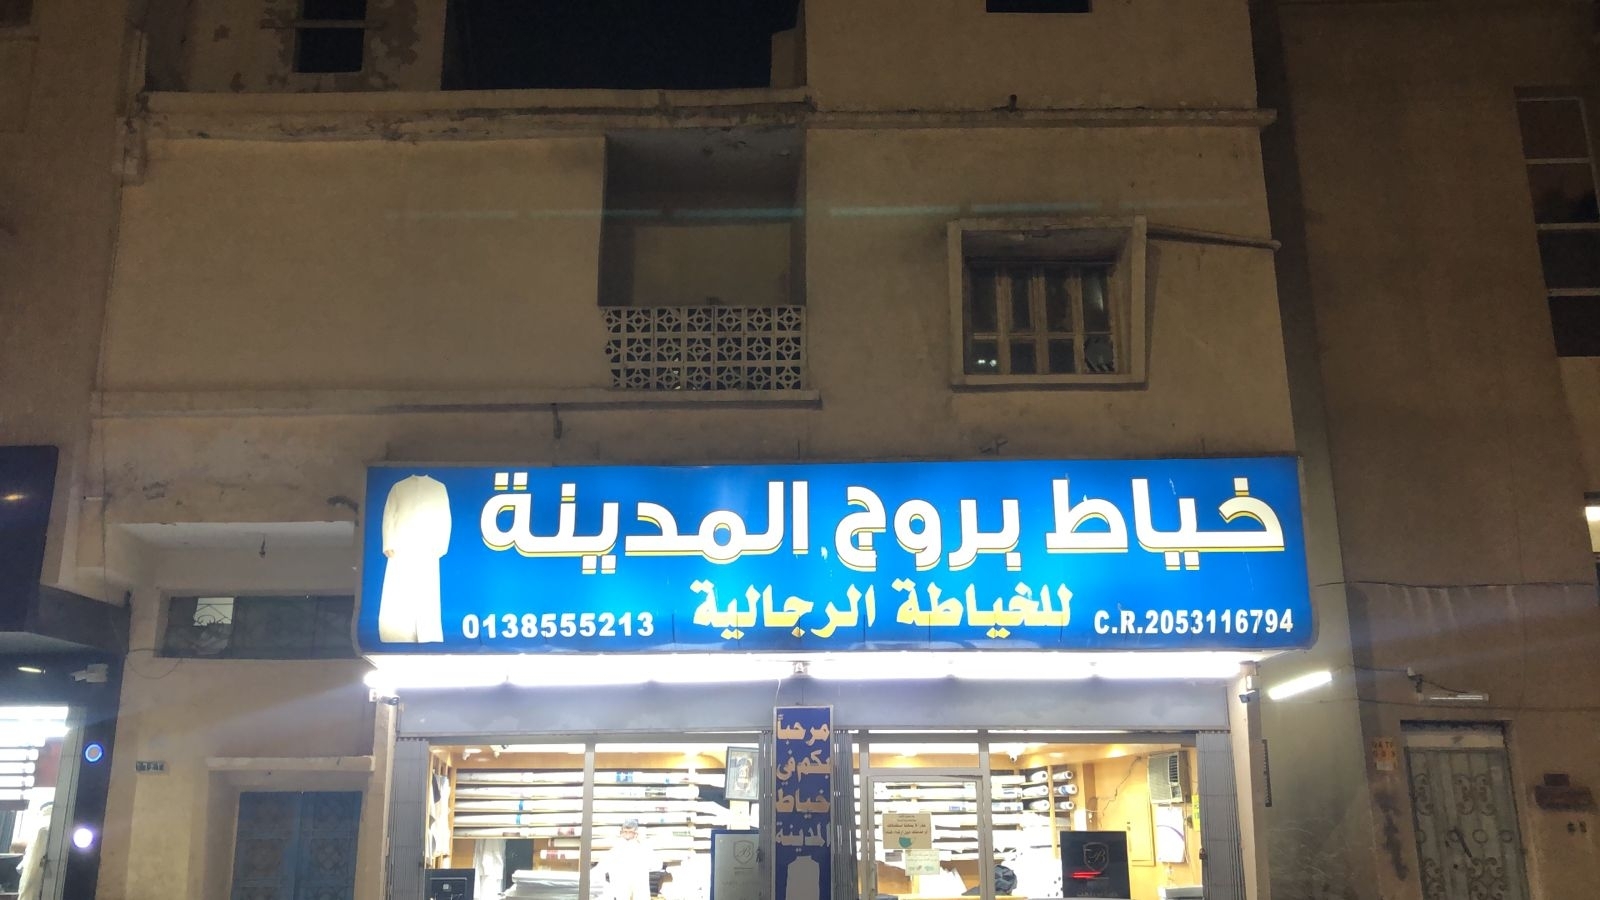 خياط بروج المدينة
للخياطة الرجالية
0138555213
C.R.2053116794
مرحباً
بكم في
خياط
المدينة